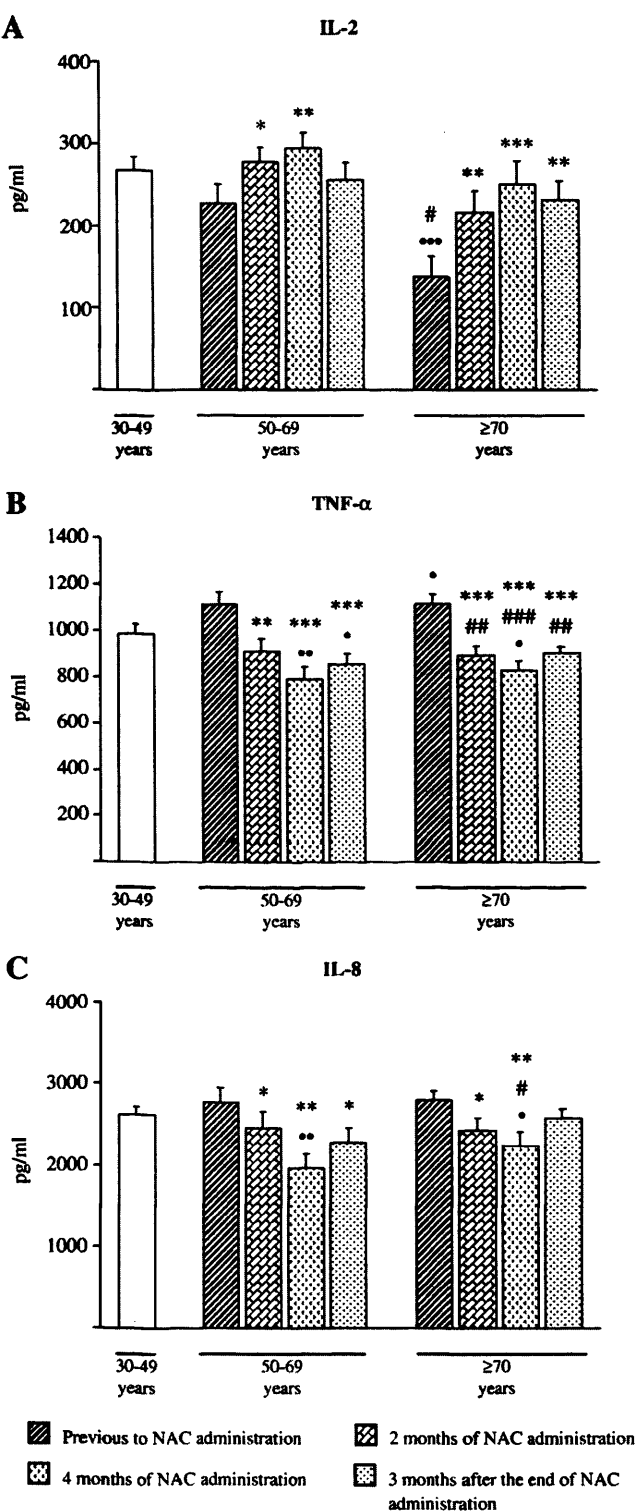 A
IL-2
400
300
200
100
pg/ml
* ** *** ** ** # •••
30-49 years
50-69 years
≥70 years
B
TNF-α
1400
1200
1000
800
600
400
200
pg/ml
** *** •• *** • • *** ## *** ### • *** ##
30-49 years
50-69 years
≥70 years
C
IL-8
4000
3000
2000
1000
pg/ml
* ** •• * * ** # •
30-49 years
50-69 years
≥70 years
Previous to NAC administration
2 months of NAC administration
4 months of NAC administration
3 months after the end of NAC
administration